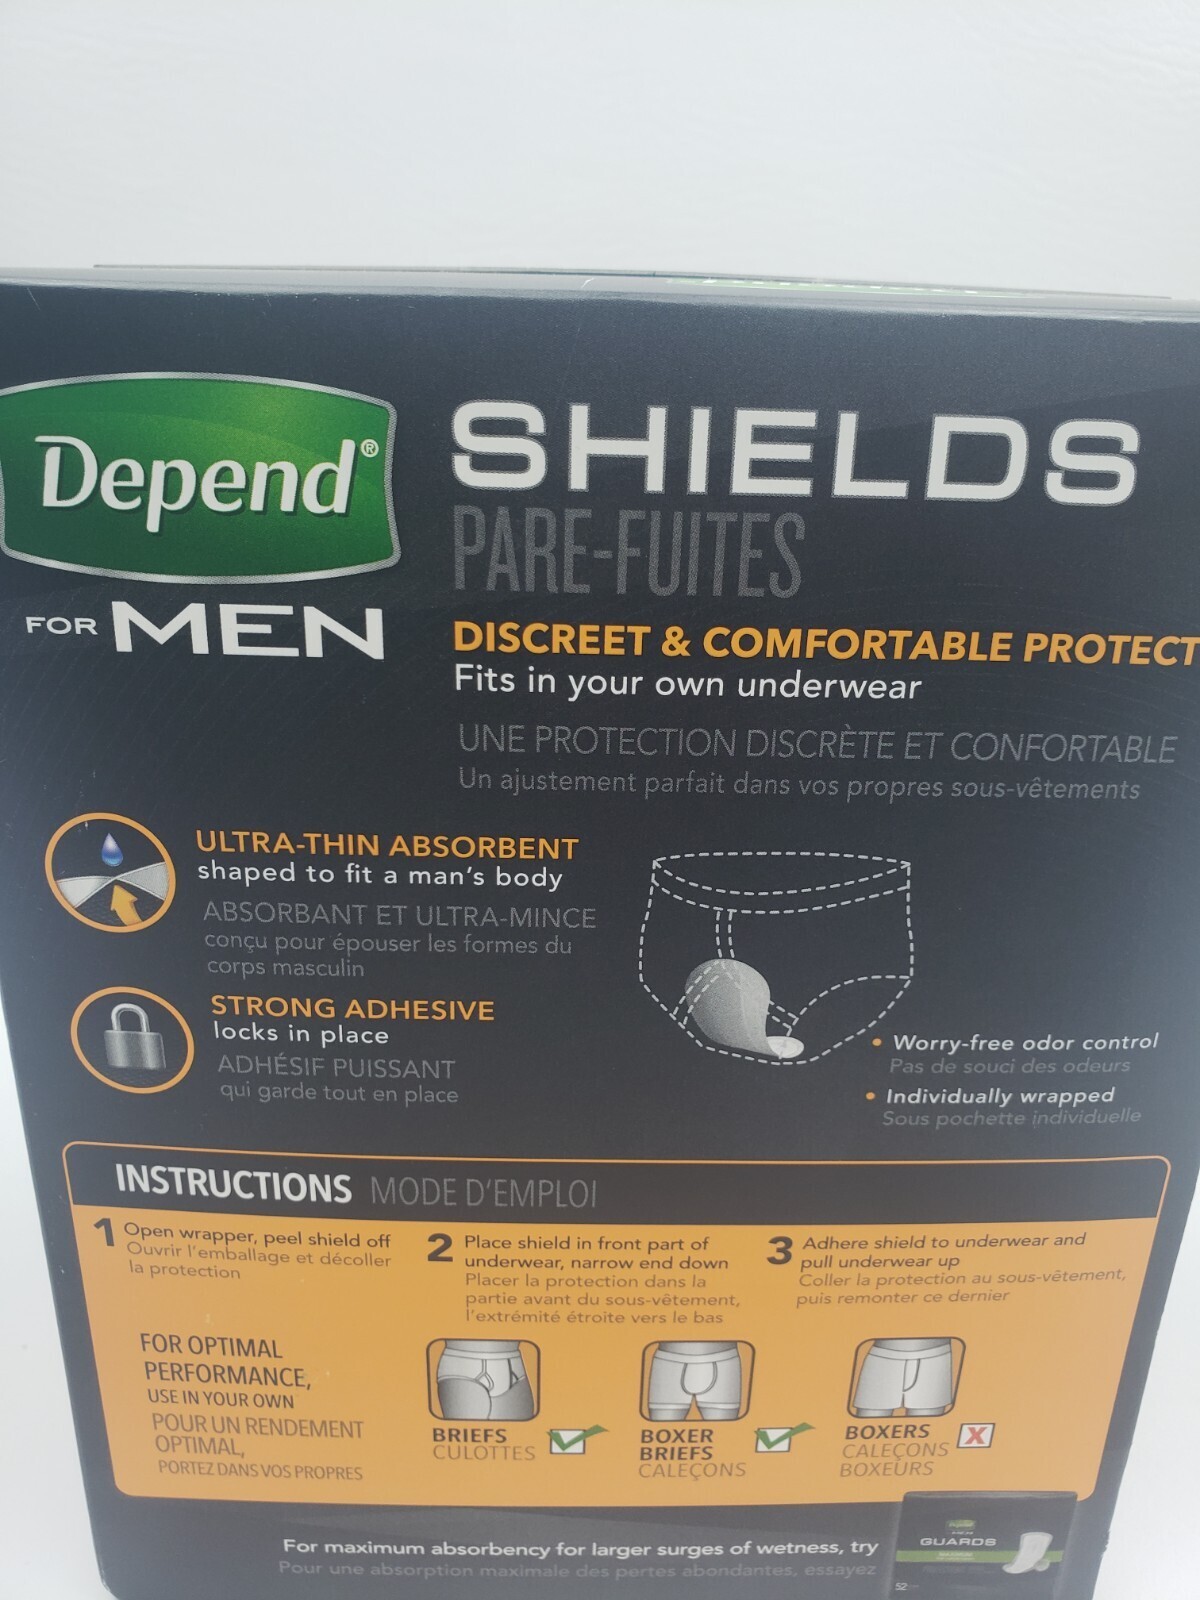 Depend®
FOR MEN
SHIELDS
PARE-FUITES
DISCREET & COMFORTABLE PROTECT
Fits in your own underwear
UNE PROTECTION DISCRÈTE ET CONFORTABLE
Un ajustement parfait dans vos propres sous-vêtements
ULTRA-THIN ABSORBENT
shaped to fit a man's body
ABSORBANT ET ULTRA-MINCE
conçu pour épouser les formes du
corps masculin
STRONG ADHESIVE
locks in place
ADHÉSIF PUISSANT
qui garde tout en place
• Worry-free odor control
Pas de souci des odeurs
• Individually wrapped
Sous pochette individuelle
INSTRUCTIONS MODE D'EMPLOI
1 Open wrapper, peel shield off
Ouvrir l'emballage et décoller
la protection
2 Place shield in front part of
underwear, narrow end down
Placer la protection dans la
partie avant du sous-vêtement,
l'extrémité étroite vers le bas
3 Adhere shield to underwear and
pull underwear up
Coller la protection au sous-vêtement,
puis remonter ce dernier
FOR OPTIMAL
PERFORMANCE,
USE IN YOUR OWN
POUR UN RENDEMENT
OPTIMAL,
PORTEZ DANS VOS PROPRES
BRIEFS
CULOTTES
BOXER
BRIEFS
CALEÇONS
BOXERS
CALEÇONS
BOXEURS
X
For maximum absorbency for larger surges of wetness, try
Pour une absorption maximale des pertes abondantes, essayez
Depend
GUARDS
52